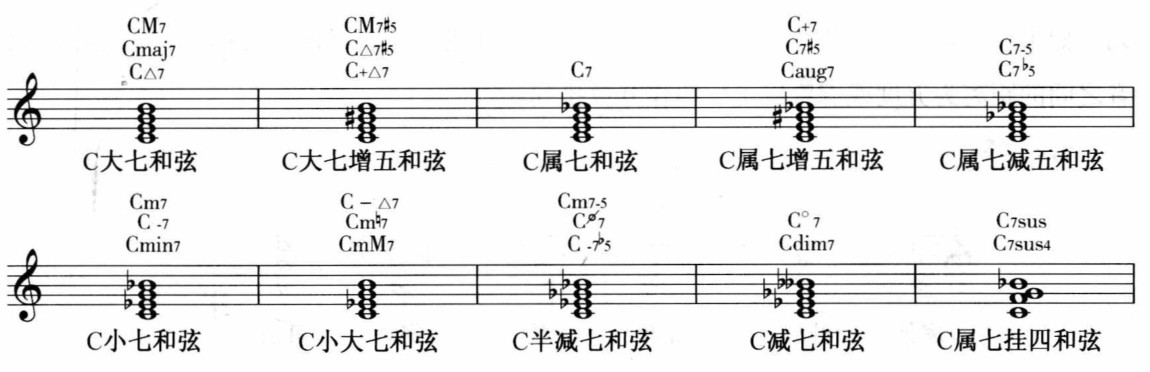 CM7 CM7♯5 C+7
Cmaj7 C△7♯5 C7♯5 C7-5
C△7 C+△7 C7 Caug7 C7♭5
C大七和弦 C大七增五和弦 C属七和弦 C属七增五和弦 C属七减五和弦
Cm7 C－△7 Cm7-5
C -7 Cm♮7 Cø7 C°7 C7sus
Cmin7 CmM7 C -7♭5 Cdim7 C7sus4
C小七和弦 C小大七和弦 C半减七和弦 C减七和弦 C属七挂四和弦